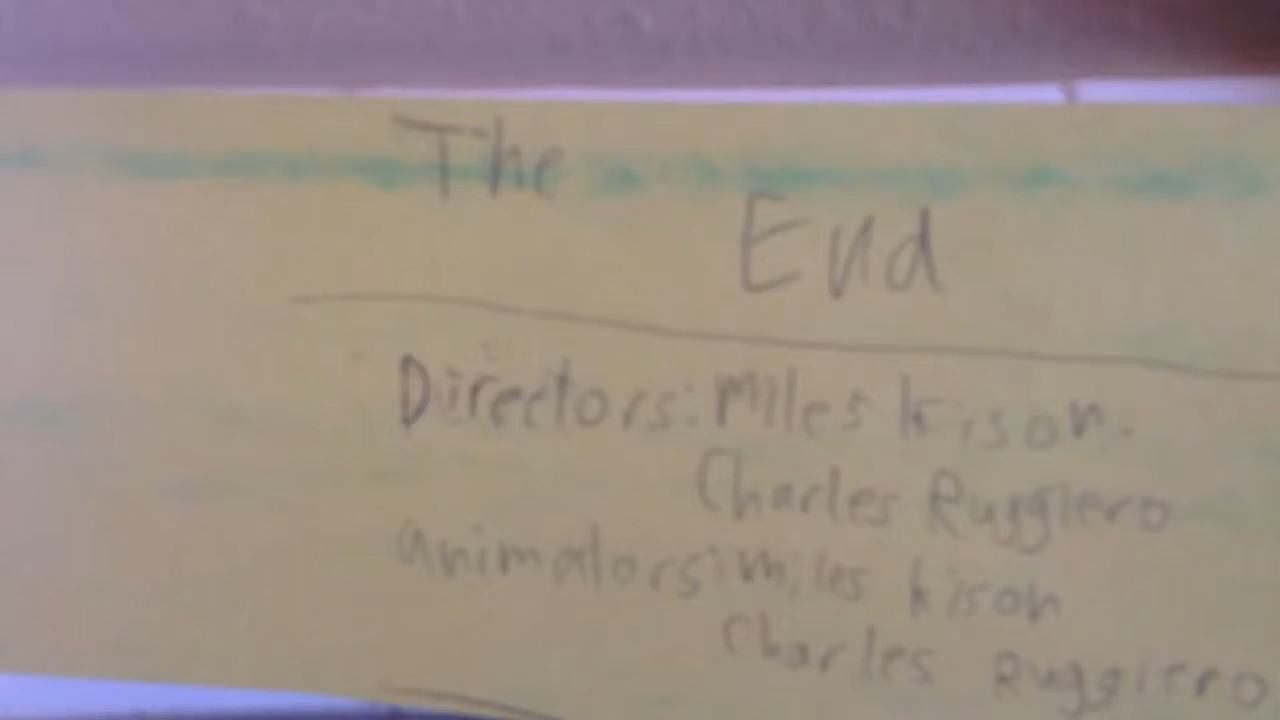 The
End
Directors: Miles kison.
Charles Ruggiero
animators: miles kison
Charles Ruggiero